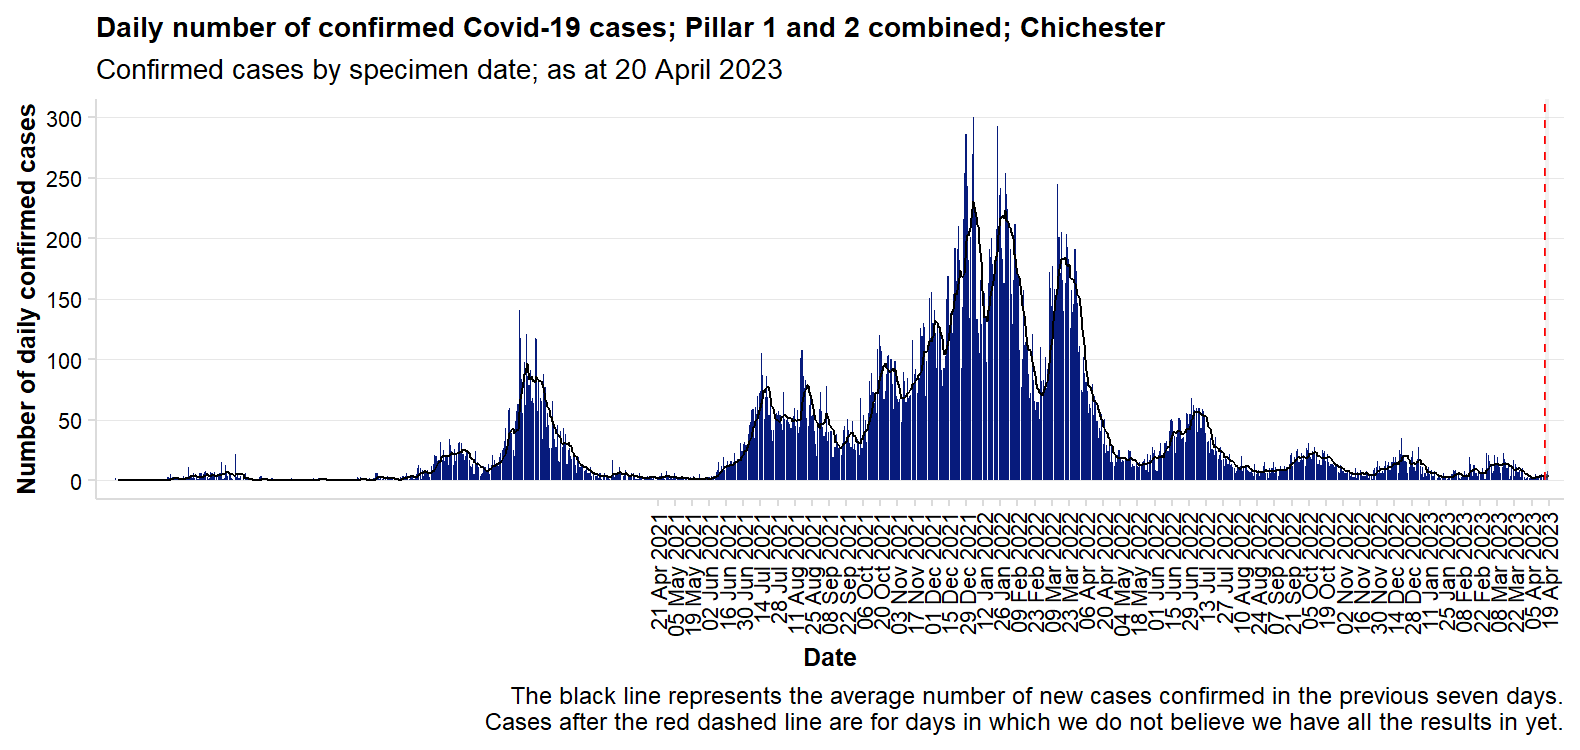 Daily number of confirmed Covid-19 cases; Pillar 1 and 2 combined; Chichester
Confirmed cases by specimen date; as at 20 April 2023
Number of daily confirmed cases
300
250
200
150
100
50
0
21 Apr 2021
05 May 2021
19 May 2021
02 Jun 2021
16 Jun 2021
30 Jun 2021
14 Jul 2021
28 Jul 2021
11 Aug 2021
25 Aug 2021
08 Sep 2021
22 Sep 2021
06 Oct 2021
20 Oct 2021
03 Nov 2021
17 Nov 2021
01 Dec 2021
15 Dec 2021
29 Dec 2021
12 Jan 2022
26 Jan 2022
09 Feb 2022
23 Feb 2022
09 Mar 2022
23 Mar 2022
06 Apr 2022
20 Apr 2022
04 May 2022
18 May 2022
01 Jun 2022
15 Jun 2022
29 Jun 2022
13 Jul 2022
27 Jul 2022
10 Aug 2022
24 Aug 2022
07 Sep 2022
21 Sep 2022
05 Oct 2022
19 Oct 2022
02 Nov 2022
16 Nov 2022
30 Nov 2022
14 Dec 2022
28 Dec 2022
11 Jan 2023
25 Jan 2023
08 Feb 2023
22 Feb 2023
08 Mar 2023
22 Mar 2023
05 Apr 2023
19 Apr 2023
Date
The black line represents the average number of new cases confirmed in the previous seven days.
Cases after the red dashed line are for days in which we do not believe we have all the results in yet.